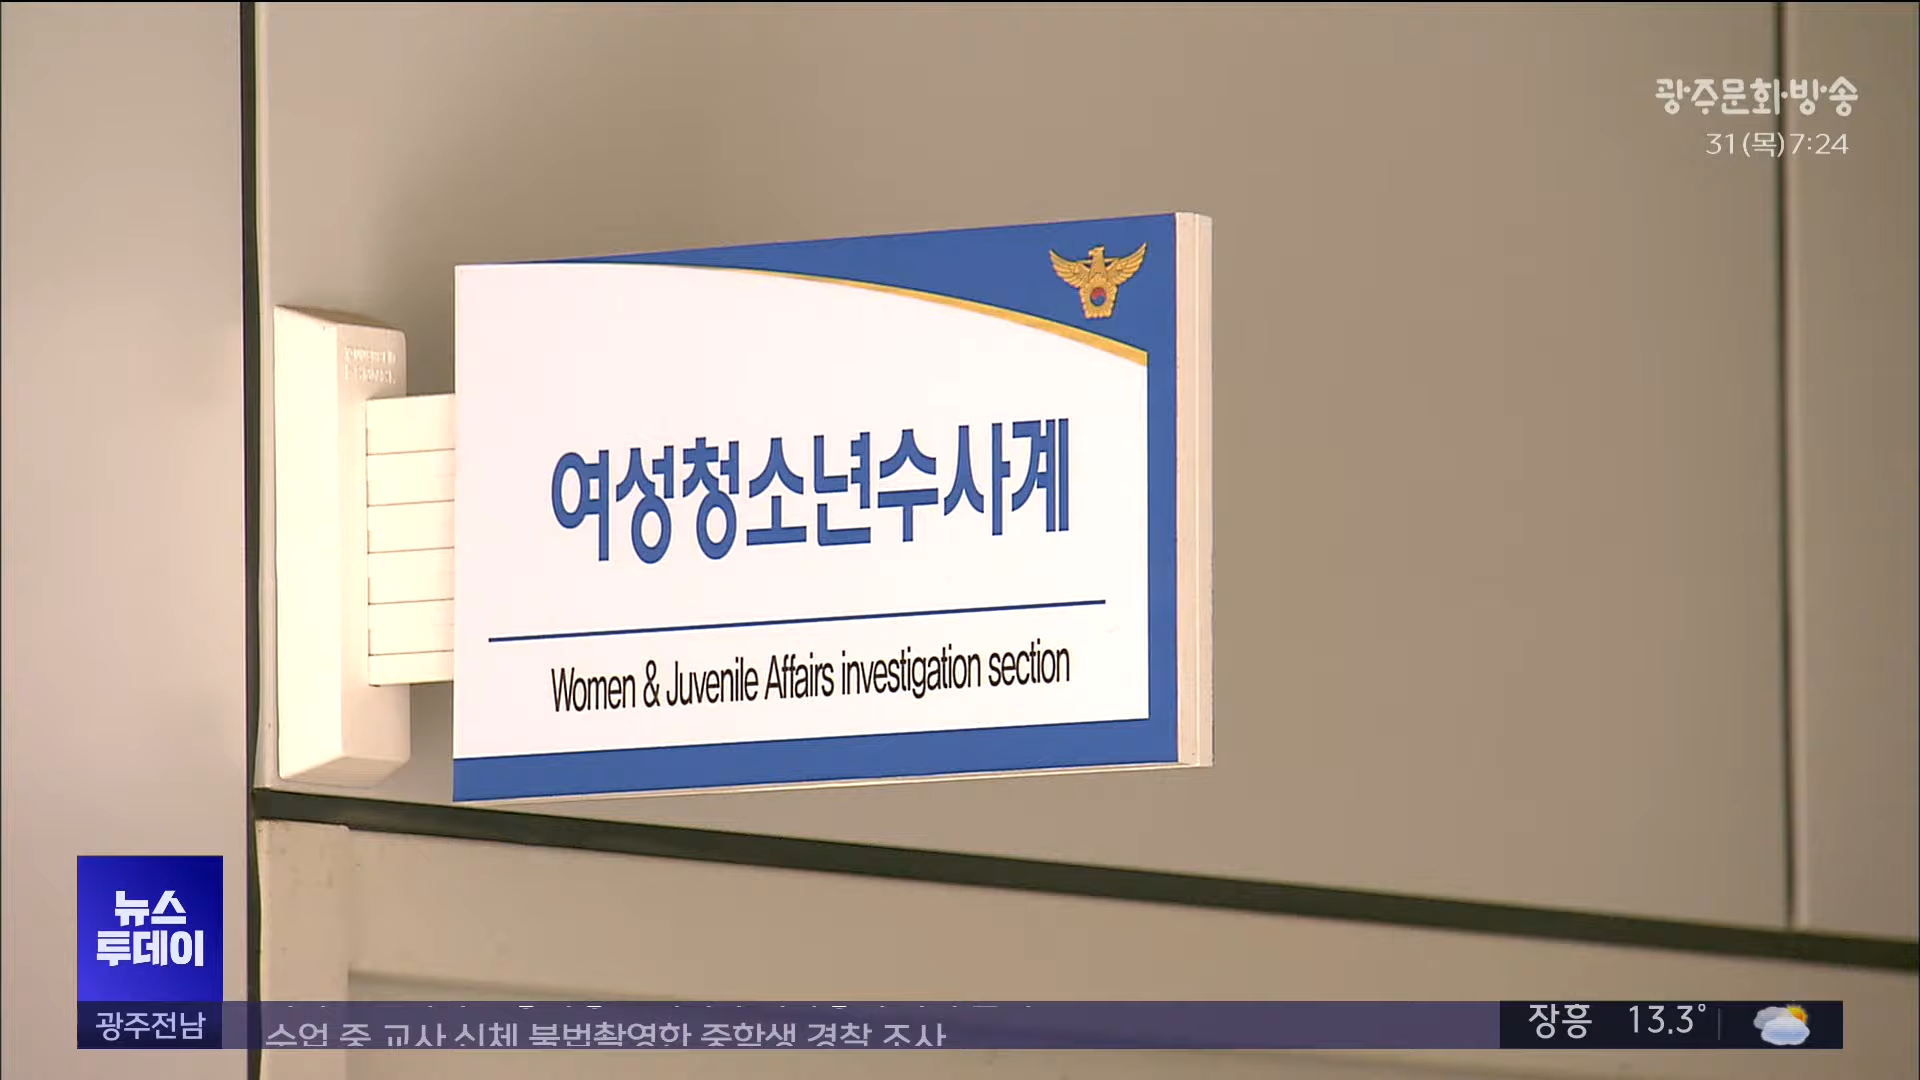 광주문화방송
31(목)7:24
여성청소년수사계
Women & Juvenile Affairs investigation section
뉴스
투데이
광주전남
수업 중 교사 신체 불법촬영한 중학생 경찰 조사
장흥 13.3°